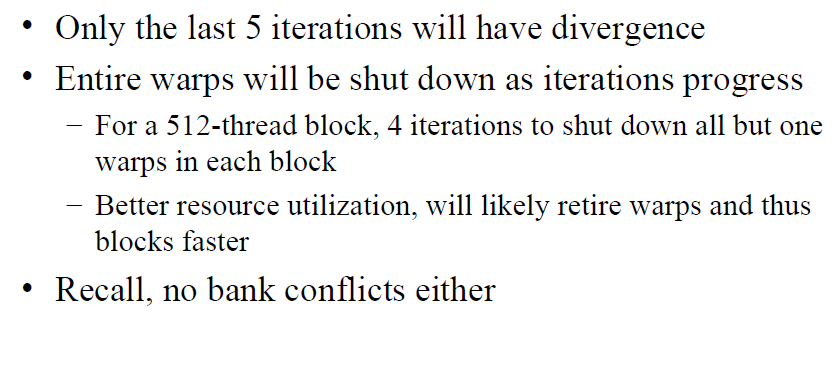 • Only the last 5 iterations will have divergence
• Entire warps will be shut down as iterations progress
– For a 512-thread block, 4 iterations to shut down all but one
warps in each block
– Better resource utilization, will likely retire warps and thus
blocks faster
• Recall, no bank conflicts either